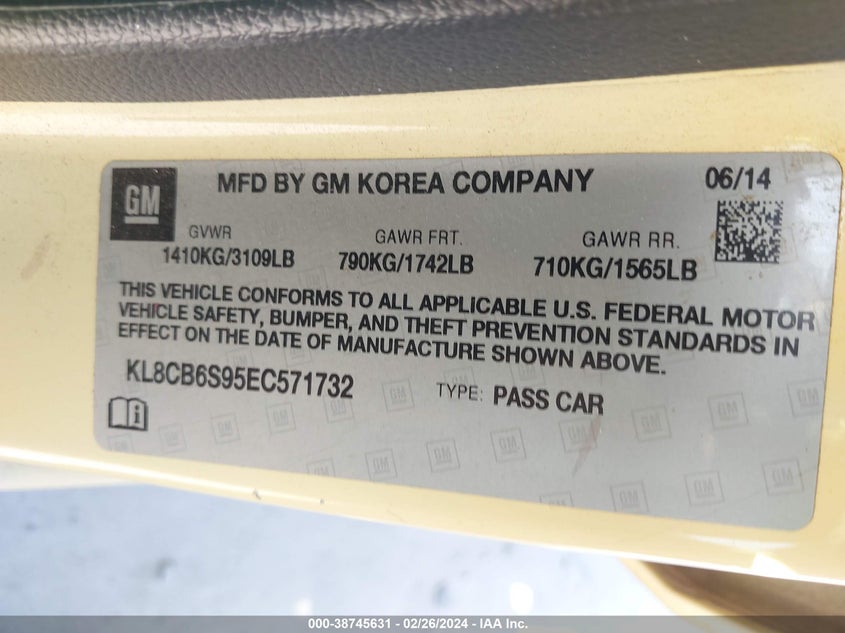 GM
MFD BY GM KOREA COMPANY
06/14
GVWR
1410KG/3109LB
GAWR FRT.
790KG/1742LB
GAWR RR.
710KG/1565LB
THIS VEHICLE CONFORMS TO ALL APPLICABLE U.S. FEDERAL MOTOR
VEHICLE SAFETY, BUMPER, AND THEFT PREVENTION STANDARDS IN
EFFECT ON THE DATE OF MANUFACTURE SHOWN ABOVE.
KL8CB6S95EC571732
TYPE: PASS CAR
000-38745631 - 02/26/2024 - IAA Inc.